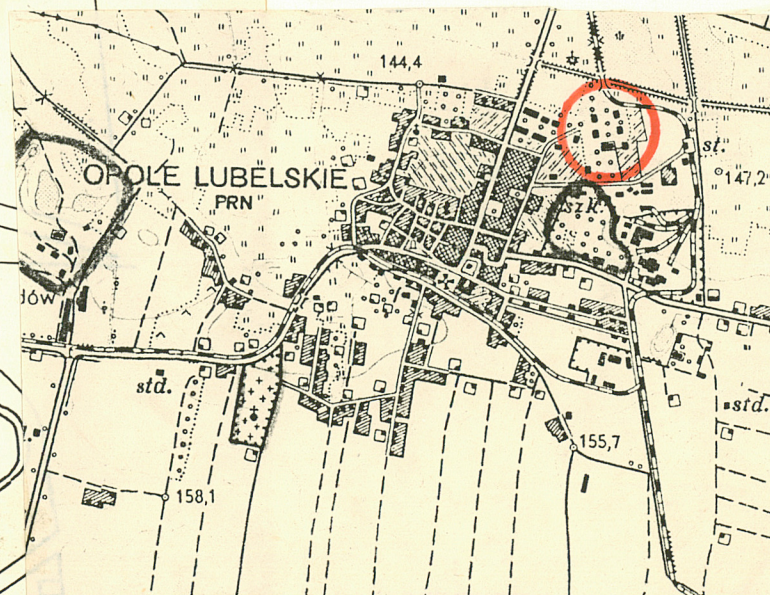 144,4
st.
OPOLE LUBELSKIE
147,2
PRN
Szk.
dów
std.
std.
155,7
158,1